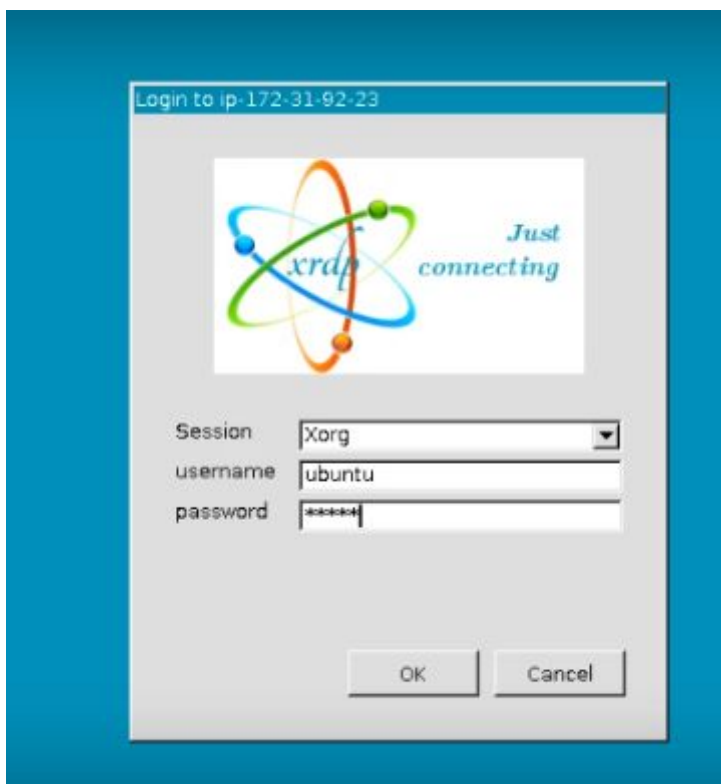 Login to ip-172-31-92-23
xrdp
Just
connecting
Session Xorg
username ubuntu
password *****
OK Cancel